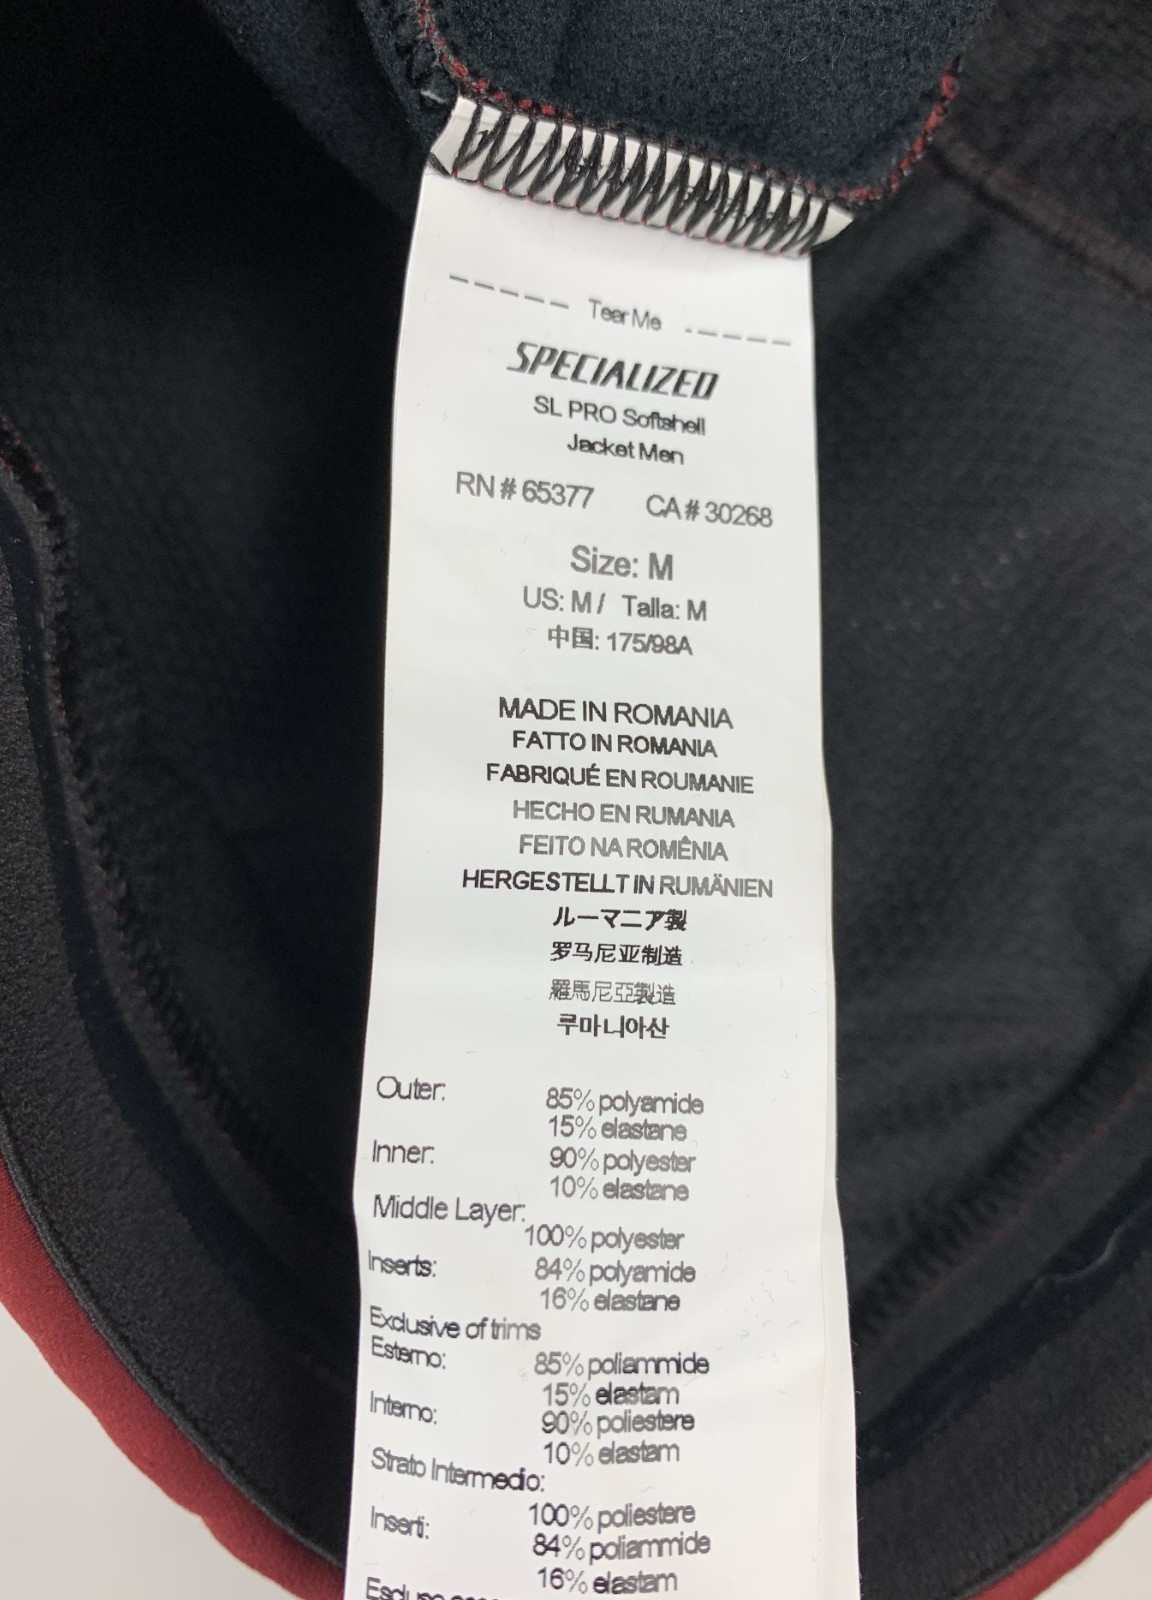 Teer Me
SPECIALIZED
SL PRO Softshell
Jacket Men
RN # 65377 CA # 30268
Size: M
US: M / Talla: M
中国: 175/98A
MADE IN ROMANIA
FATTO IN ROMANIA
FABRIQUÉ EN ROUMANIE
HECHO EN RUMANIA
FEITO NA ROMÊNIA
HERGESTELLT IN RUMÄNIEN
ルーマニア製
罗马尼亚制造
羅馬尼亞製造
루마니아산
Outer: 85% polyamide
15% elastane
Inner: 90% polyester
10% elastane
Middle Layer:
100% polyester
Inserts: 84% polyamide
16% elastane
Exclusive of trims
Esterno: 85% poliammide
15% elastam
Interno: 90% poliestere
10% elastam
Strato Intermedio:
100% poliestere
Inserti: 84% poliammide
16% elastam